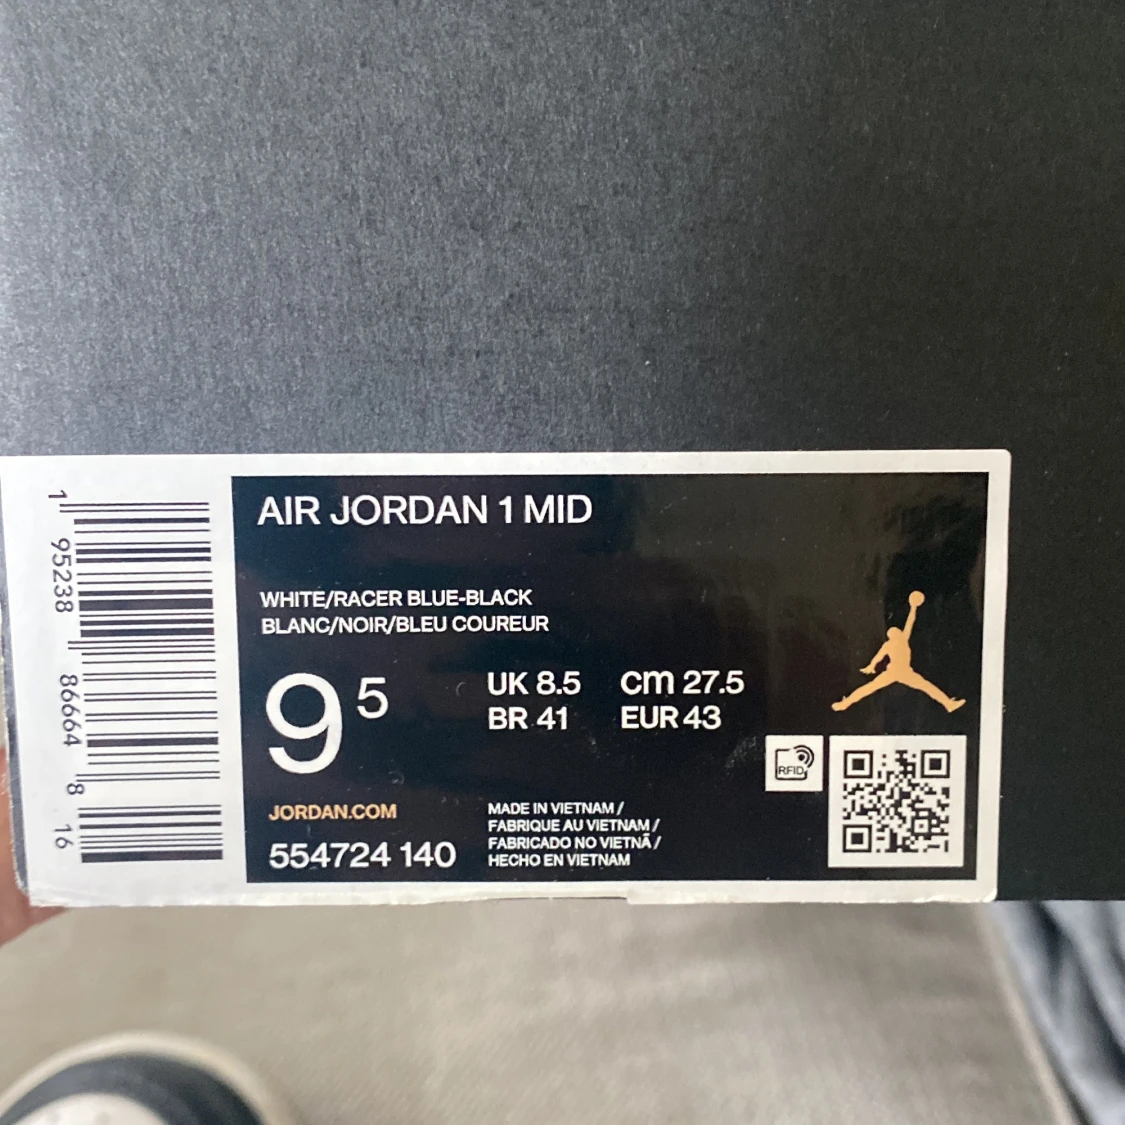 AIR JORDAN 1 MID
WHITE/RACER BLUE-BLACK
BLANC/NOIR/BLEU COUREUR
9 5
UK 8.5 cm 27.5
BR 41 EUR 43
JORDAN.COM
554724 140
MADE IN VIETNAM /
FABRIQUE AU VIETNAM /
FABRICADO NO VIETNÃ /
HECHO EN VIETNAM
RFID
1 95238 86664 8 16